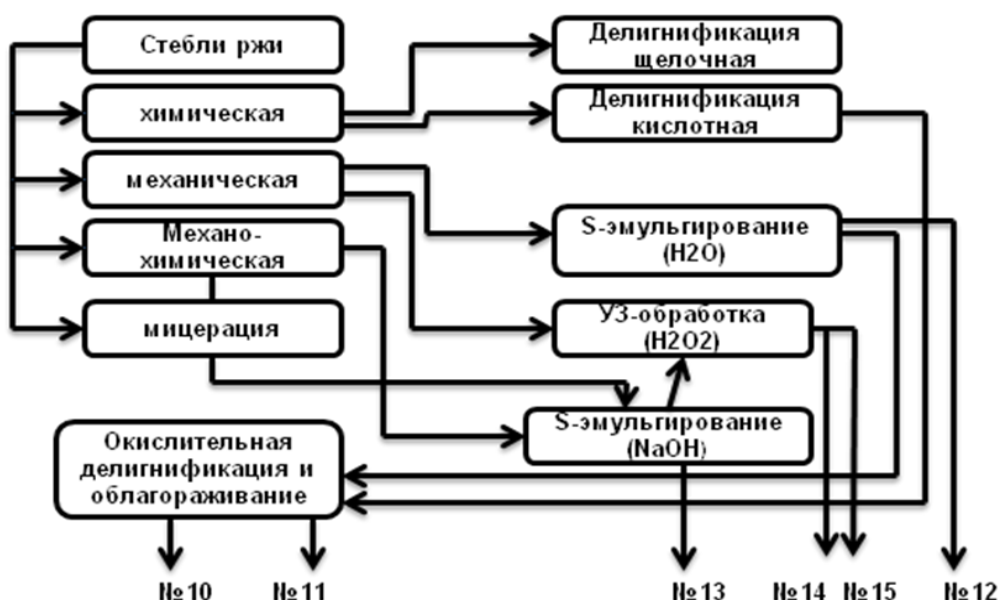 Стебли ржи
химическая
механическая
Механо-
химическая
мицерация
Окислительная
делигнификация и
облагораживание
Делигнификация
щелочная
Делигнификация
кислотная
S-эмульгирование
(H2O)
УЗ-обработка
(H2O2)
S-эмульгирование
(NaOH)
№10
№11
№13
№14
№15
№12